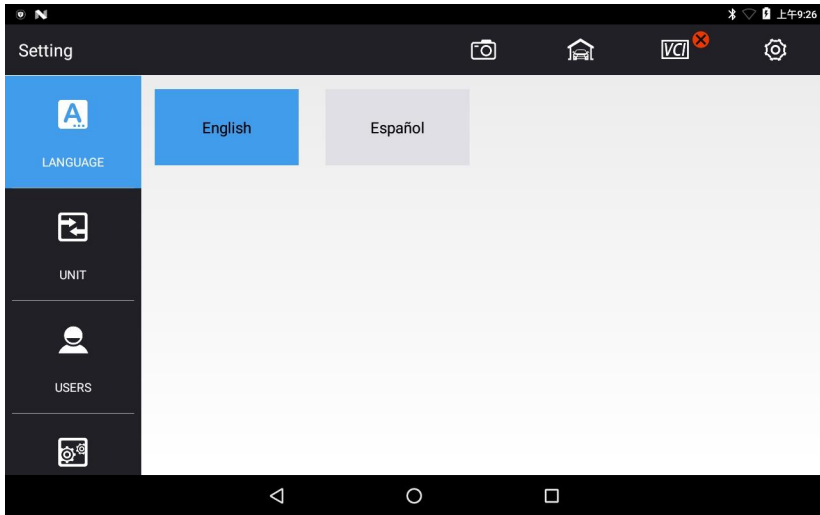 上午9:26
Setting
VCI
A
LANGUAGE
English
Español
UNIT
USERS